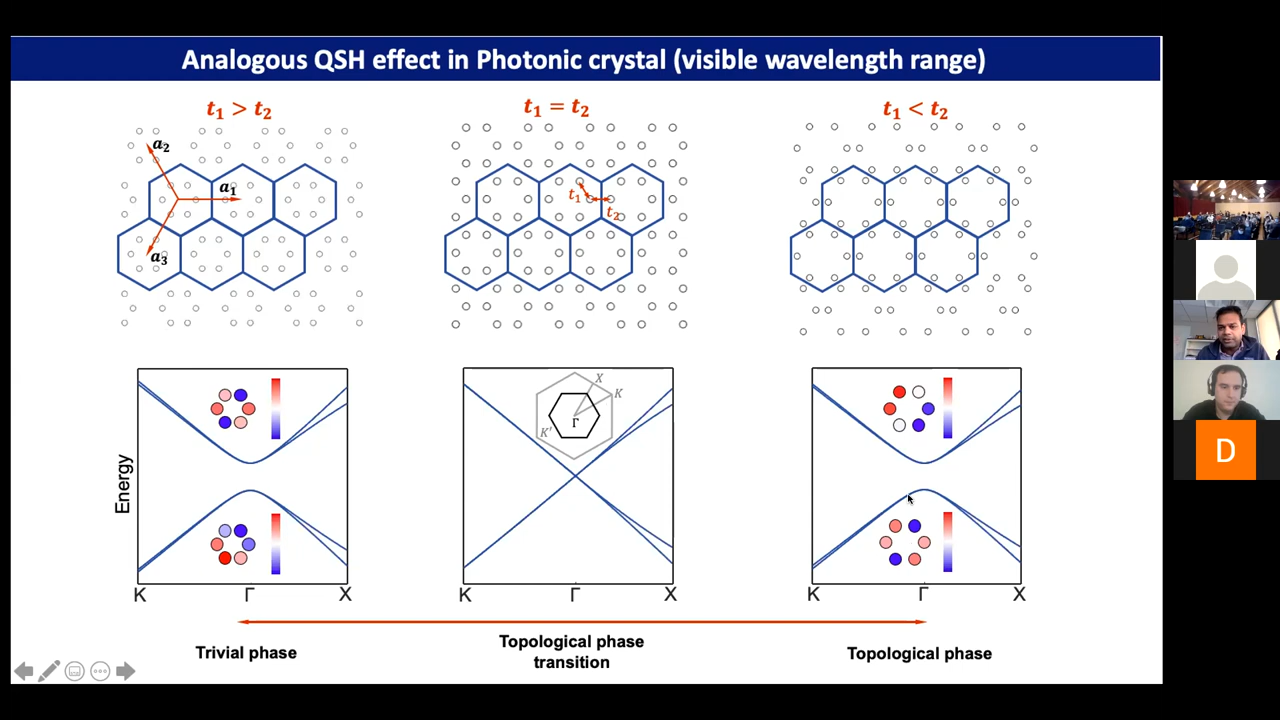 Analogous QSH effect in Photonic crystal (visible wavelength range)
t₁ > t₂
t₁ = t₂
t₁ < t₂
a₂
a₁
a₃
t₁
t₂
D
Energy
X
K
Γ
K'
K Γ X
K Γ X
K Γ X
Trivial phase
Topological phase
transition
Topological phase